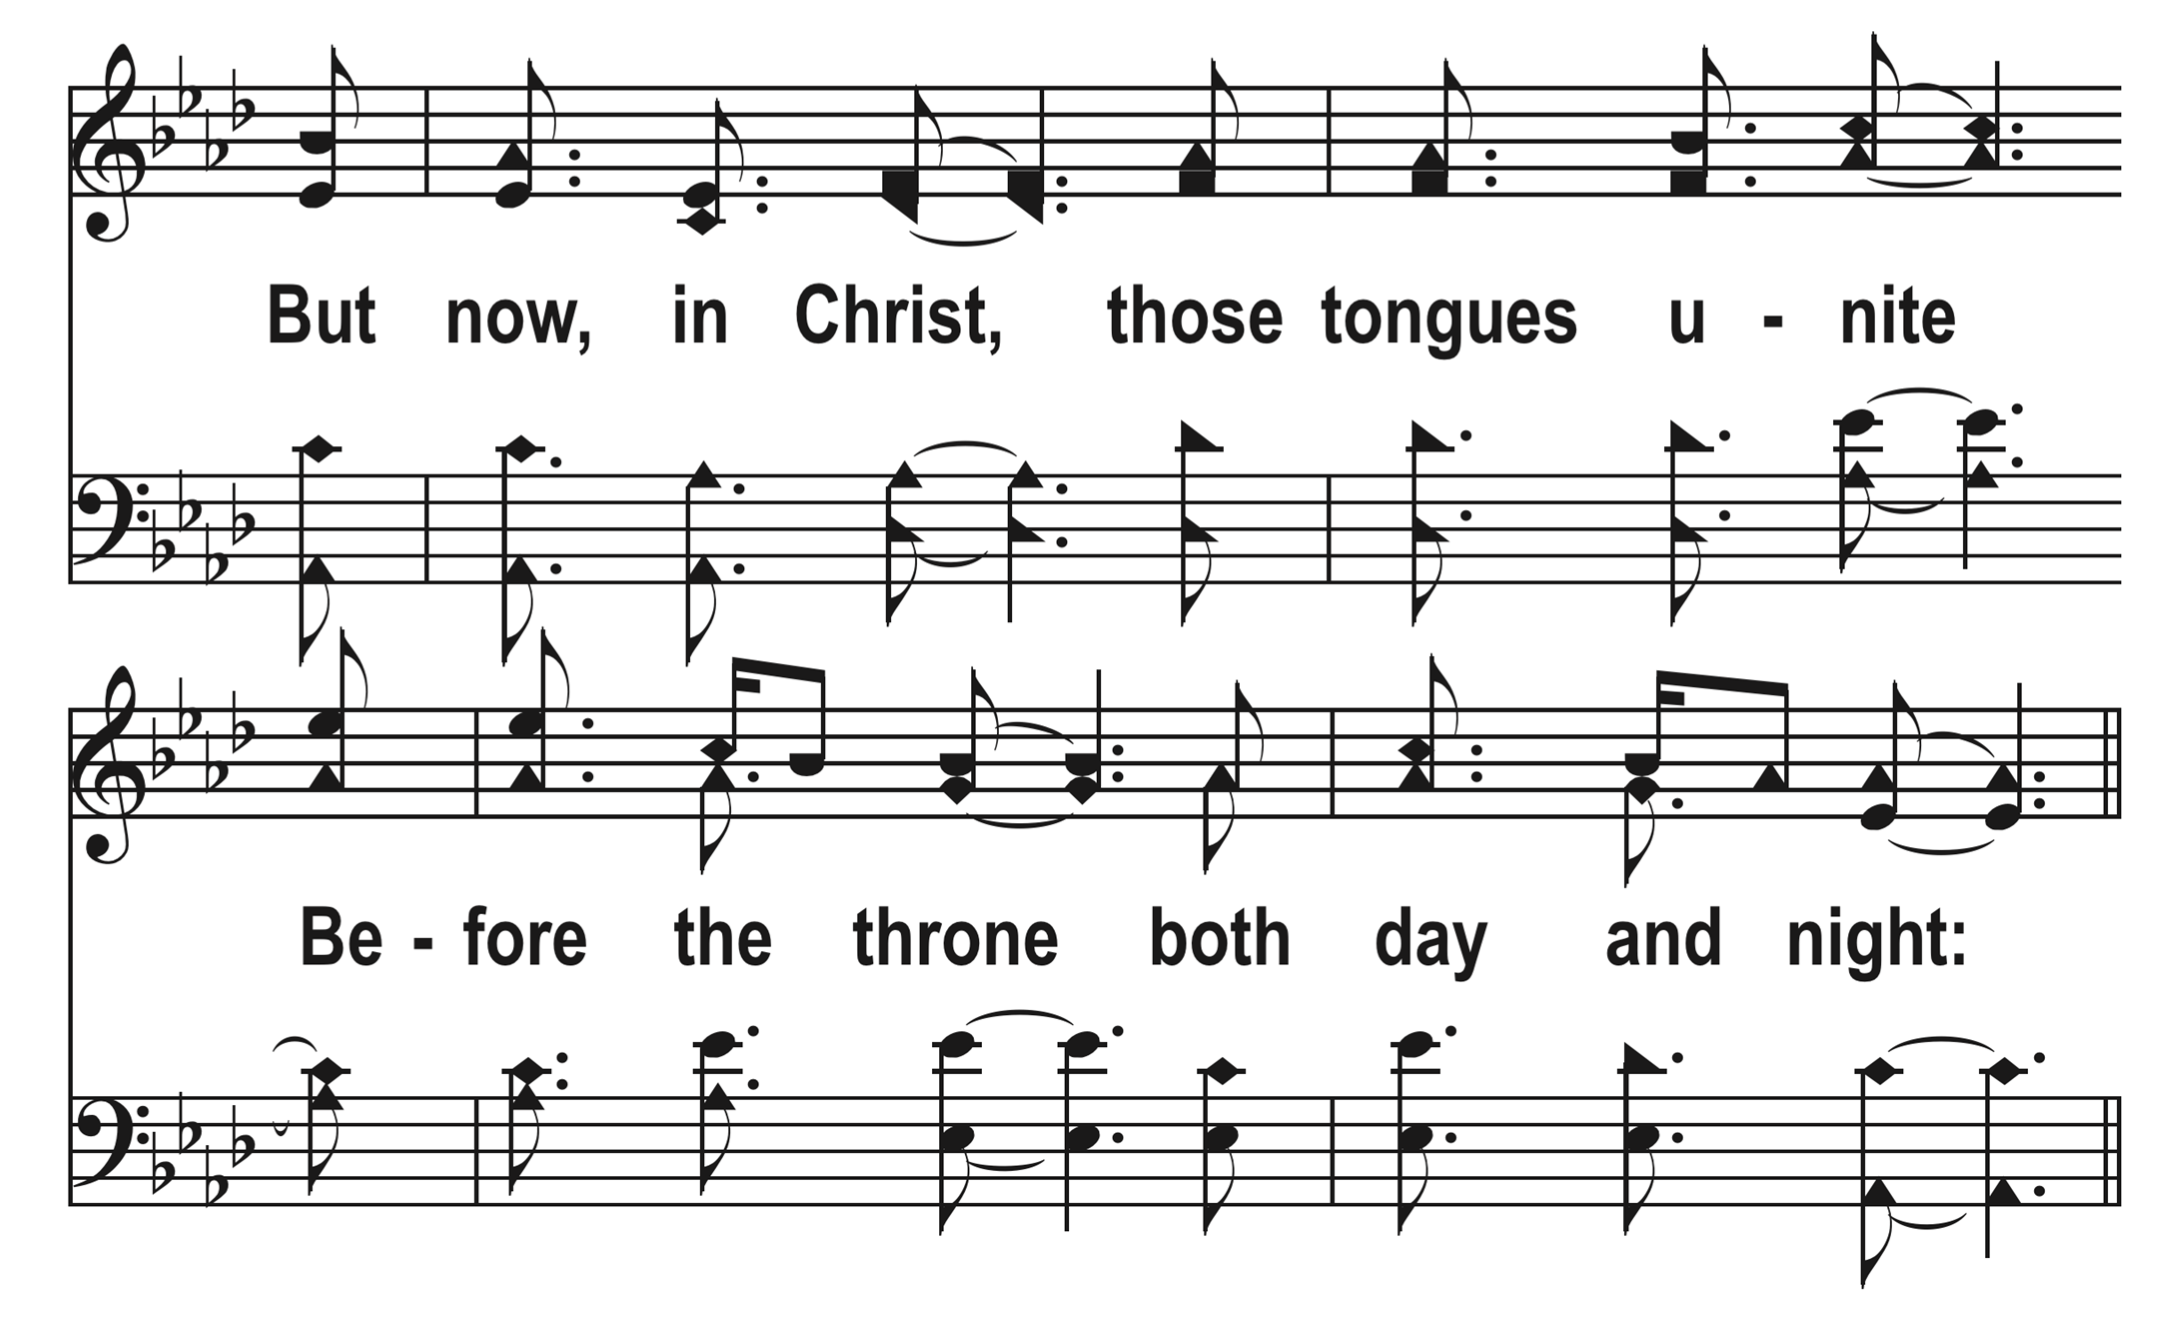 But now, in Christ, those tongues u - nite
Be - fore the throne both day and night: